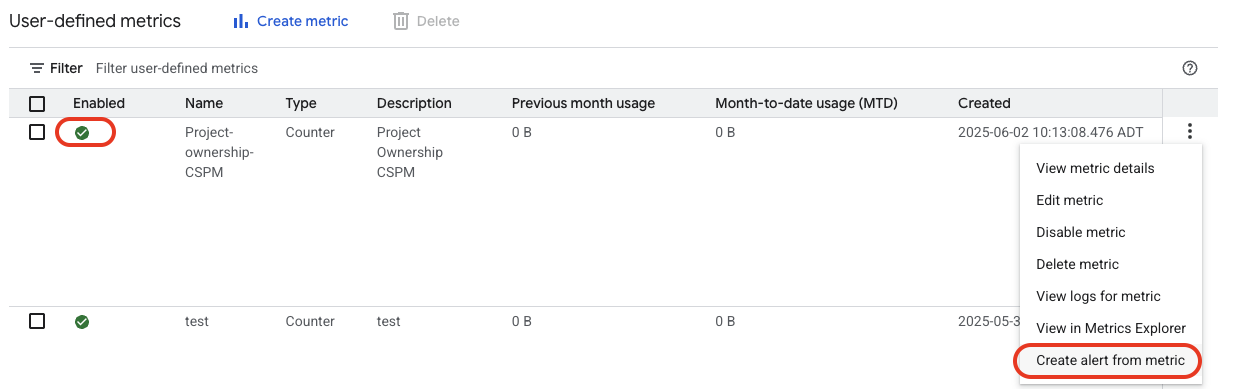 User-defined metrics Create metric Delete
Filter Filter user-defined metrics
Enabled Name Type Description Previous month usage Month-to-date usage (MTD) Created
Project- Counter Project 0 B 0 B 2025-06-02 10:13:08.476 ADT
ownership- Ownership
CSPM CSPM
View metric details
Edit metric
Disable metric
Delete metric
View logs for metric
test Counter test 0 B 0 B 2025-05-3
View in Metrics Explorer
Create alert from metric